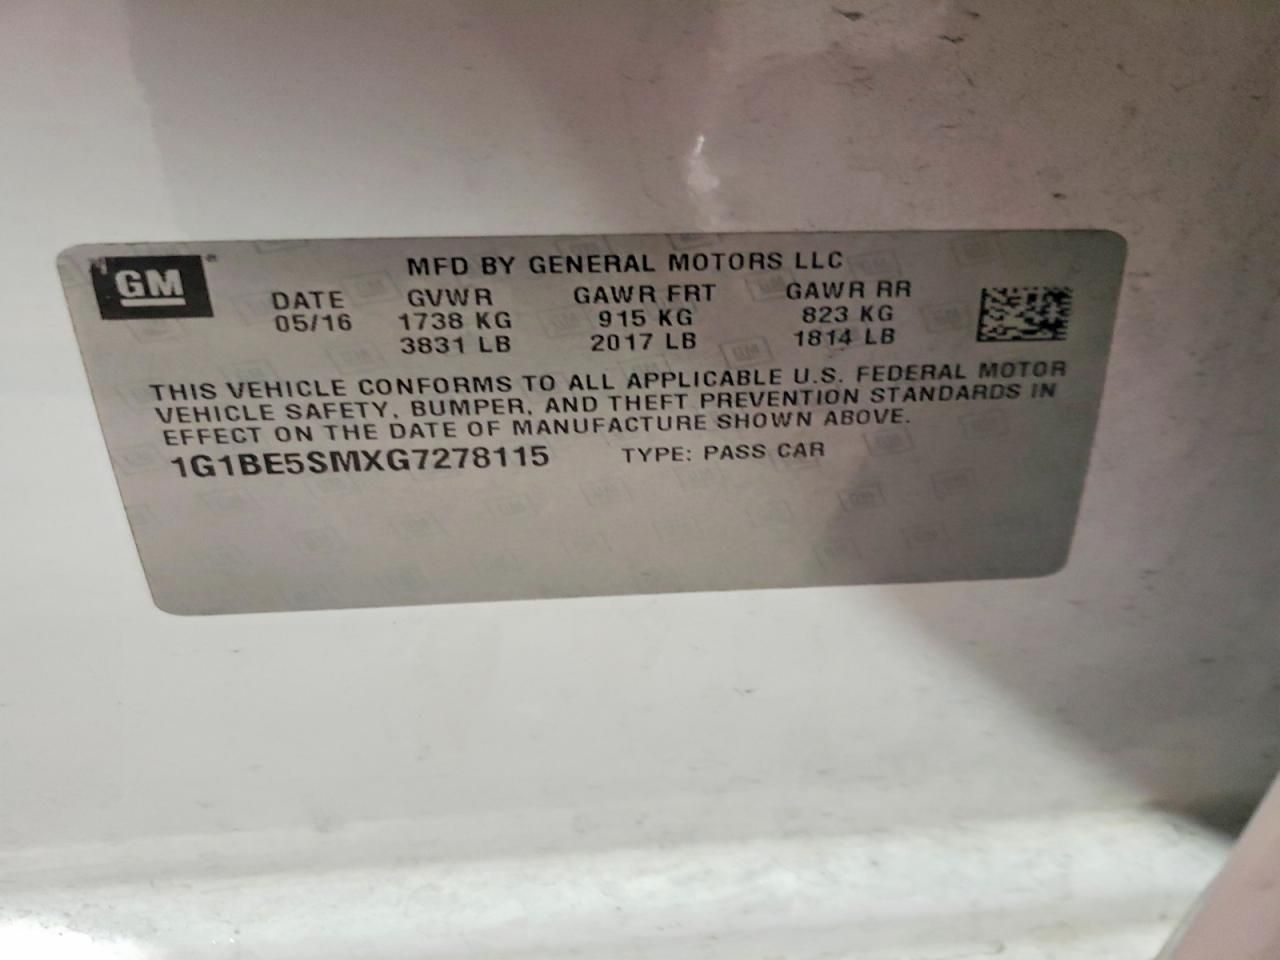 GM
MFD BY GENERAL MOTORS LLC
DATE GVWR GAWR FRT GAWR RR
05/16 1738 KG 915 KG 823 KG
3831 LB 2017 LB 1814 LB
THIS VEHICLE CONFORMS TO ALL APPLICABLE U.S. FEDERAL MOTOR
VEHICLE SAFETY, BUMPER, AND THEFT PREVENTION STANDARDS IN
EFFECT ON THE DATE OF MANUFACTURE SHOWN ABOVE.
1G1BE5SMXG7278115 TYPE: PASS CAR